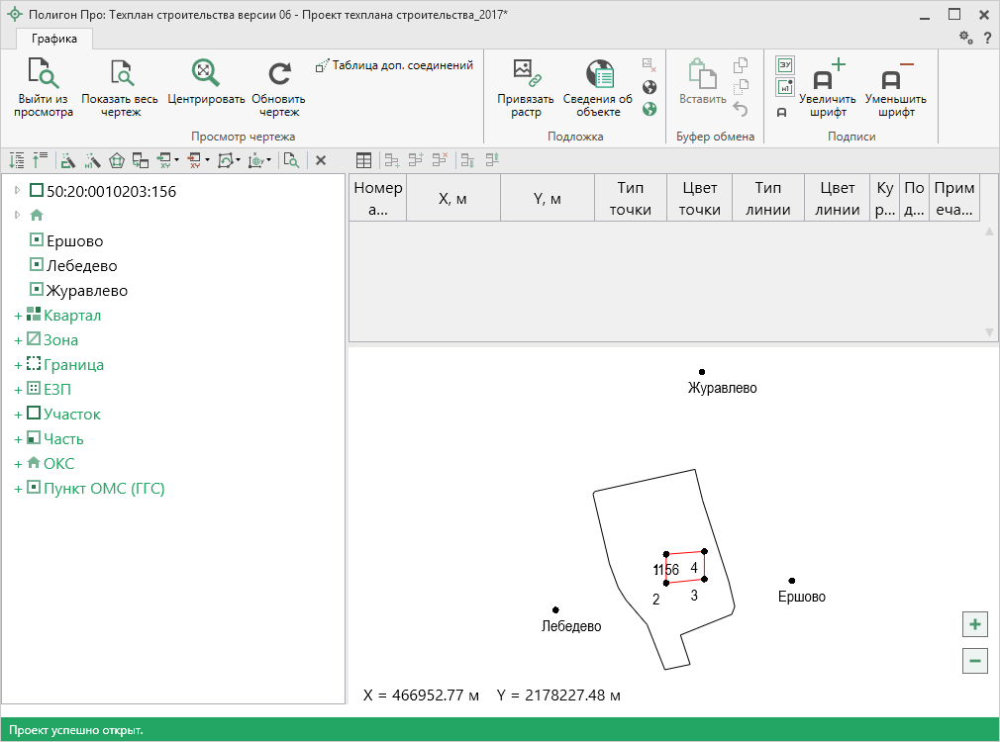 Полигон Про: Техплан строительства версии 06 - Проект техплана строительства_2017*
Графика
?
Выйти из
просмотра
Показать весь
чертеж
Центрировать
Обновить
чертеж
Таблица доп. соединений
Просмотр чертежа
Привязать
растр
Сведения об
объекте
Подложка
Вставить
Буфер обмена
ЗУ
н1
Увеличить
шрифт
Уменьшить
шрифт
Подписи
Номер
а...
X, м
Y, м
Тип
точки
Цвет
точки
Тип
линии
Цвет
линии
Ку
р...
По
д...
Прим
еча...
50:20:0010203:156
Ершово
Лебедево
Журавлево
+ Квартал
+ Зона
+ Граница
+ ЕЗП
+ Участок
+ Часть
+ ОКС
+ Пункт ОМС (ГГС)
Журавлево
1156
4
2
3
Ершово
Лебедево
X = 466952.77 м Y = 2178227.48 м
Проект успешно открыт.